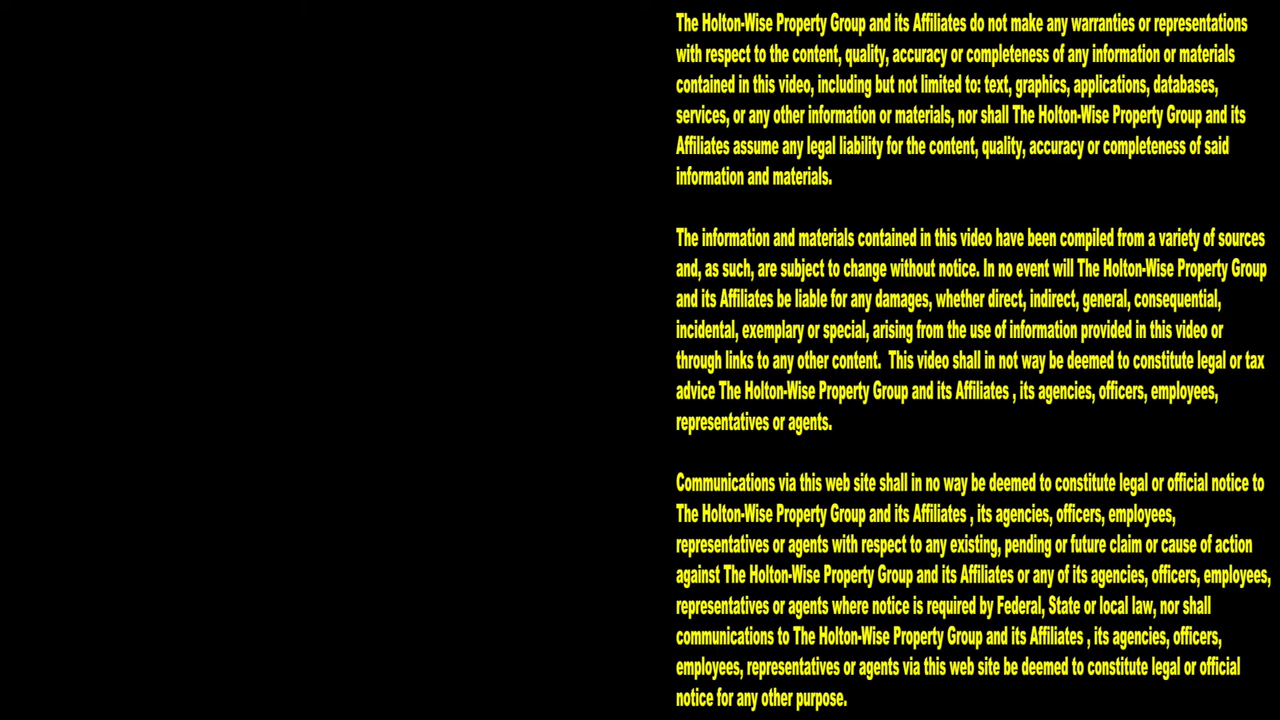 The Holton-Wise Property Group and its Affiliates do not make any warranties or representations
with respect to the content, quality, accuracy or completeness of any information or materials
contained in this video, including but not limited to: text, graphics, applications, databases,
services, or any other information or materials, nor shall The Holton-Wise Property Group and its
Affiliates assume any legal liability for the content, quality, accuracy or completeness of said
information and materials.
The information and materials contained in this video have been compiled from a variety of sources
and, as such, are subject to change without notice. In no event will The Holton-Wise Property Group
and its Affiliates be liable for any damages, whether direct, indirect, general, consequential,
incidental, exemplary or special, arising from the use of information provided in this video or
through links to any other content.  This video shall in not way be deemed to constitute legal or tax
advice The Holton-Wise Property Group and its Affiliates , its agencies, officers, employees,
representatives or agents.
Communications via this web site shall in no way be deemed to constitute legal or official notice to
The Holton-Wise Property Group and its Affiliates , its agencies, officers, employees,
representatives or agents with respect to any existing, pending or future claim or cause of action
against The Holton-Wise Property Group and its Affiliates or any of its agencies, officers, employees,
representatives or agents where notice is required by Federal, State or local law, nor shall
communications to The Holton-Wise Property Group and its Affiliates , its agencies, officers,
employees, representatives or agents via this web site be deemed to constitute legal or official
notice for any other purpose.